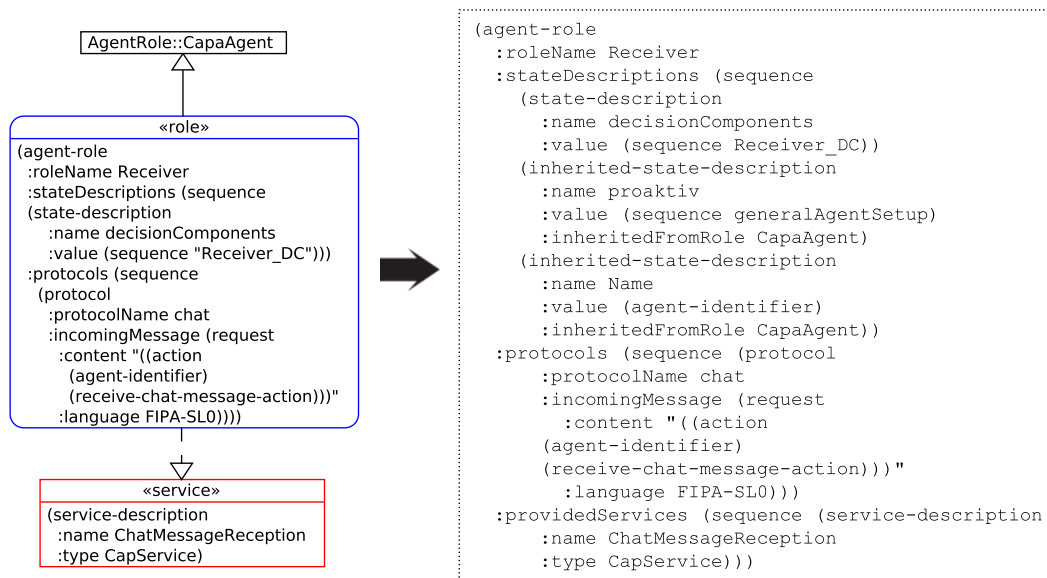 AgentRole::CapaAgent
«role»
(agent-role
:roleName Receiver
:stateDescriptions (sequence
(state-description
:name decisionComponents
:value (sequence "Receiver_DC")))
:protocols (sequence
(protocol
:protocolName chat
:incomingMessage (request
:content "((action
(agent-identifier)
(receive-chat-message-action)))"
:language FIPA-SL0))))
«service»
(service-description
:name ChatMessageReception
:type CapService)
(agent-role
:roleName Receiver
:stateDescriptions (sequence
(state-description
:name decisionComponents
:value (sequence Receiver_DC))
(inherited-state-description
:name proaktiv
:value (sequence generalAgentSetup)
:inheritedFromRole CapaAgent)
(inherited-state-description
:name Name
:value (agent-identifier)
:inheritedFromRole CapaAgent))
:protocols (sequence (protocol
:protocolName chat
:incomingMessage (request
:content "((action
(agent-identifier)
(receive-chat-message-action)))"
:language FIPA-SL0)))
:providedServices (sequence (service-description
:name ChatMessageReception
:type CapService)))